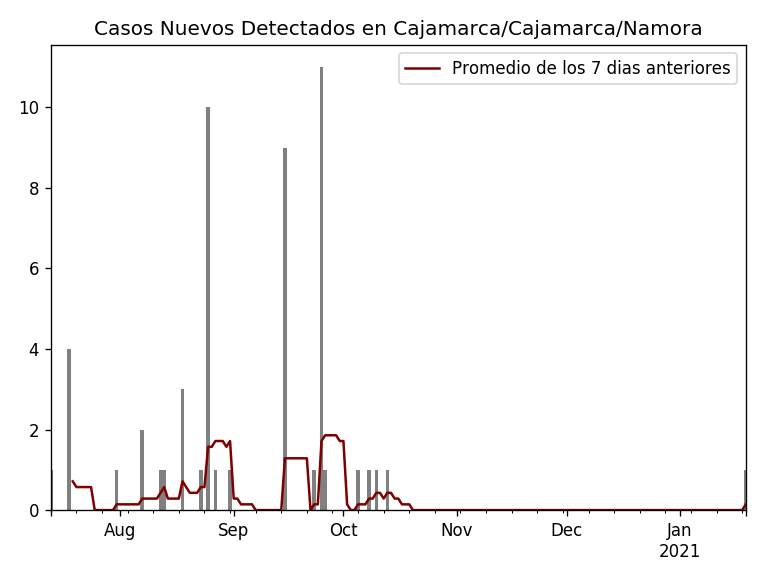 Casos Nuevos Detectados en Cajamarca/Cajamarca/Namora
Promedio de los 7 dias anteriores
10
8
6
4
2
0
Aug Sep Oct Nov Dec Jan
2021